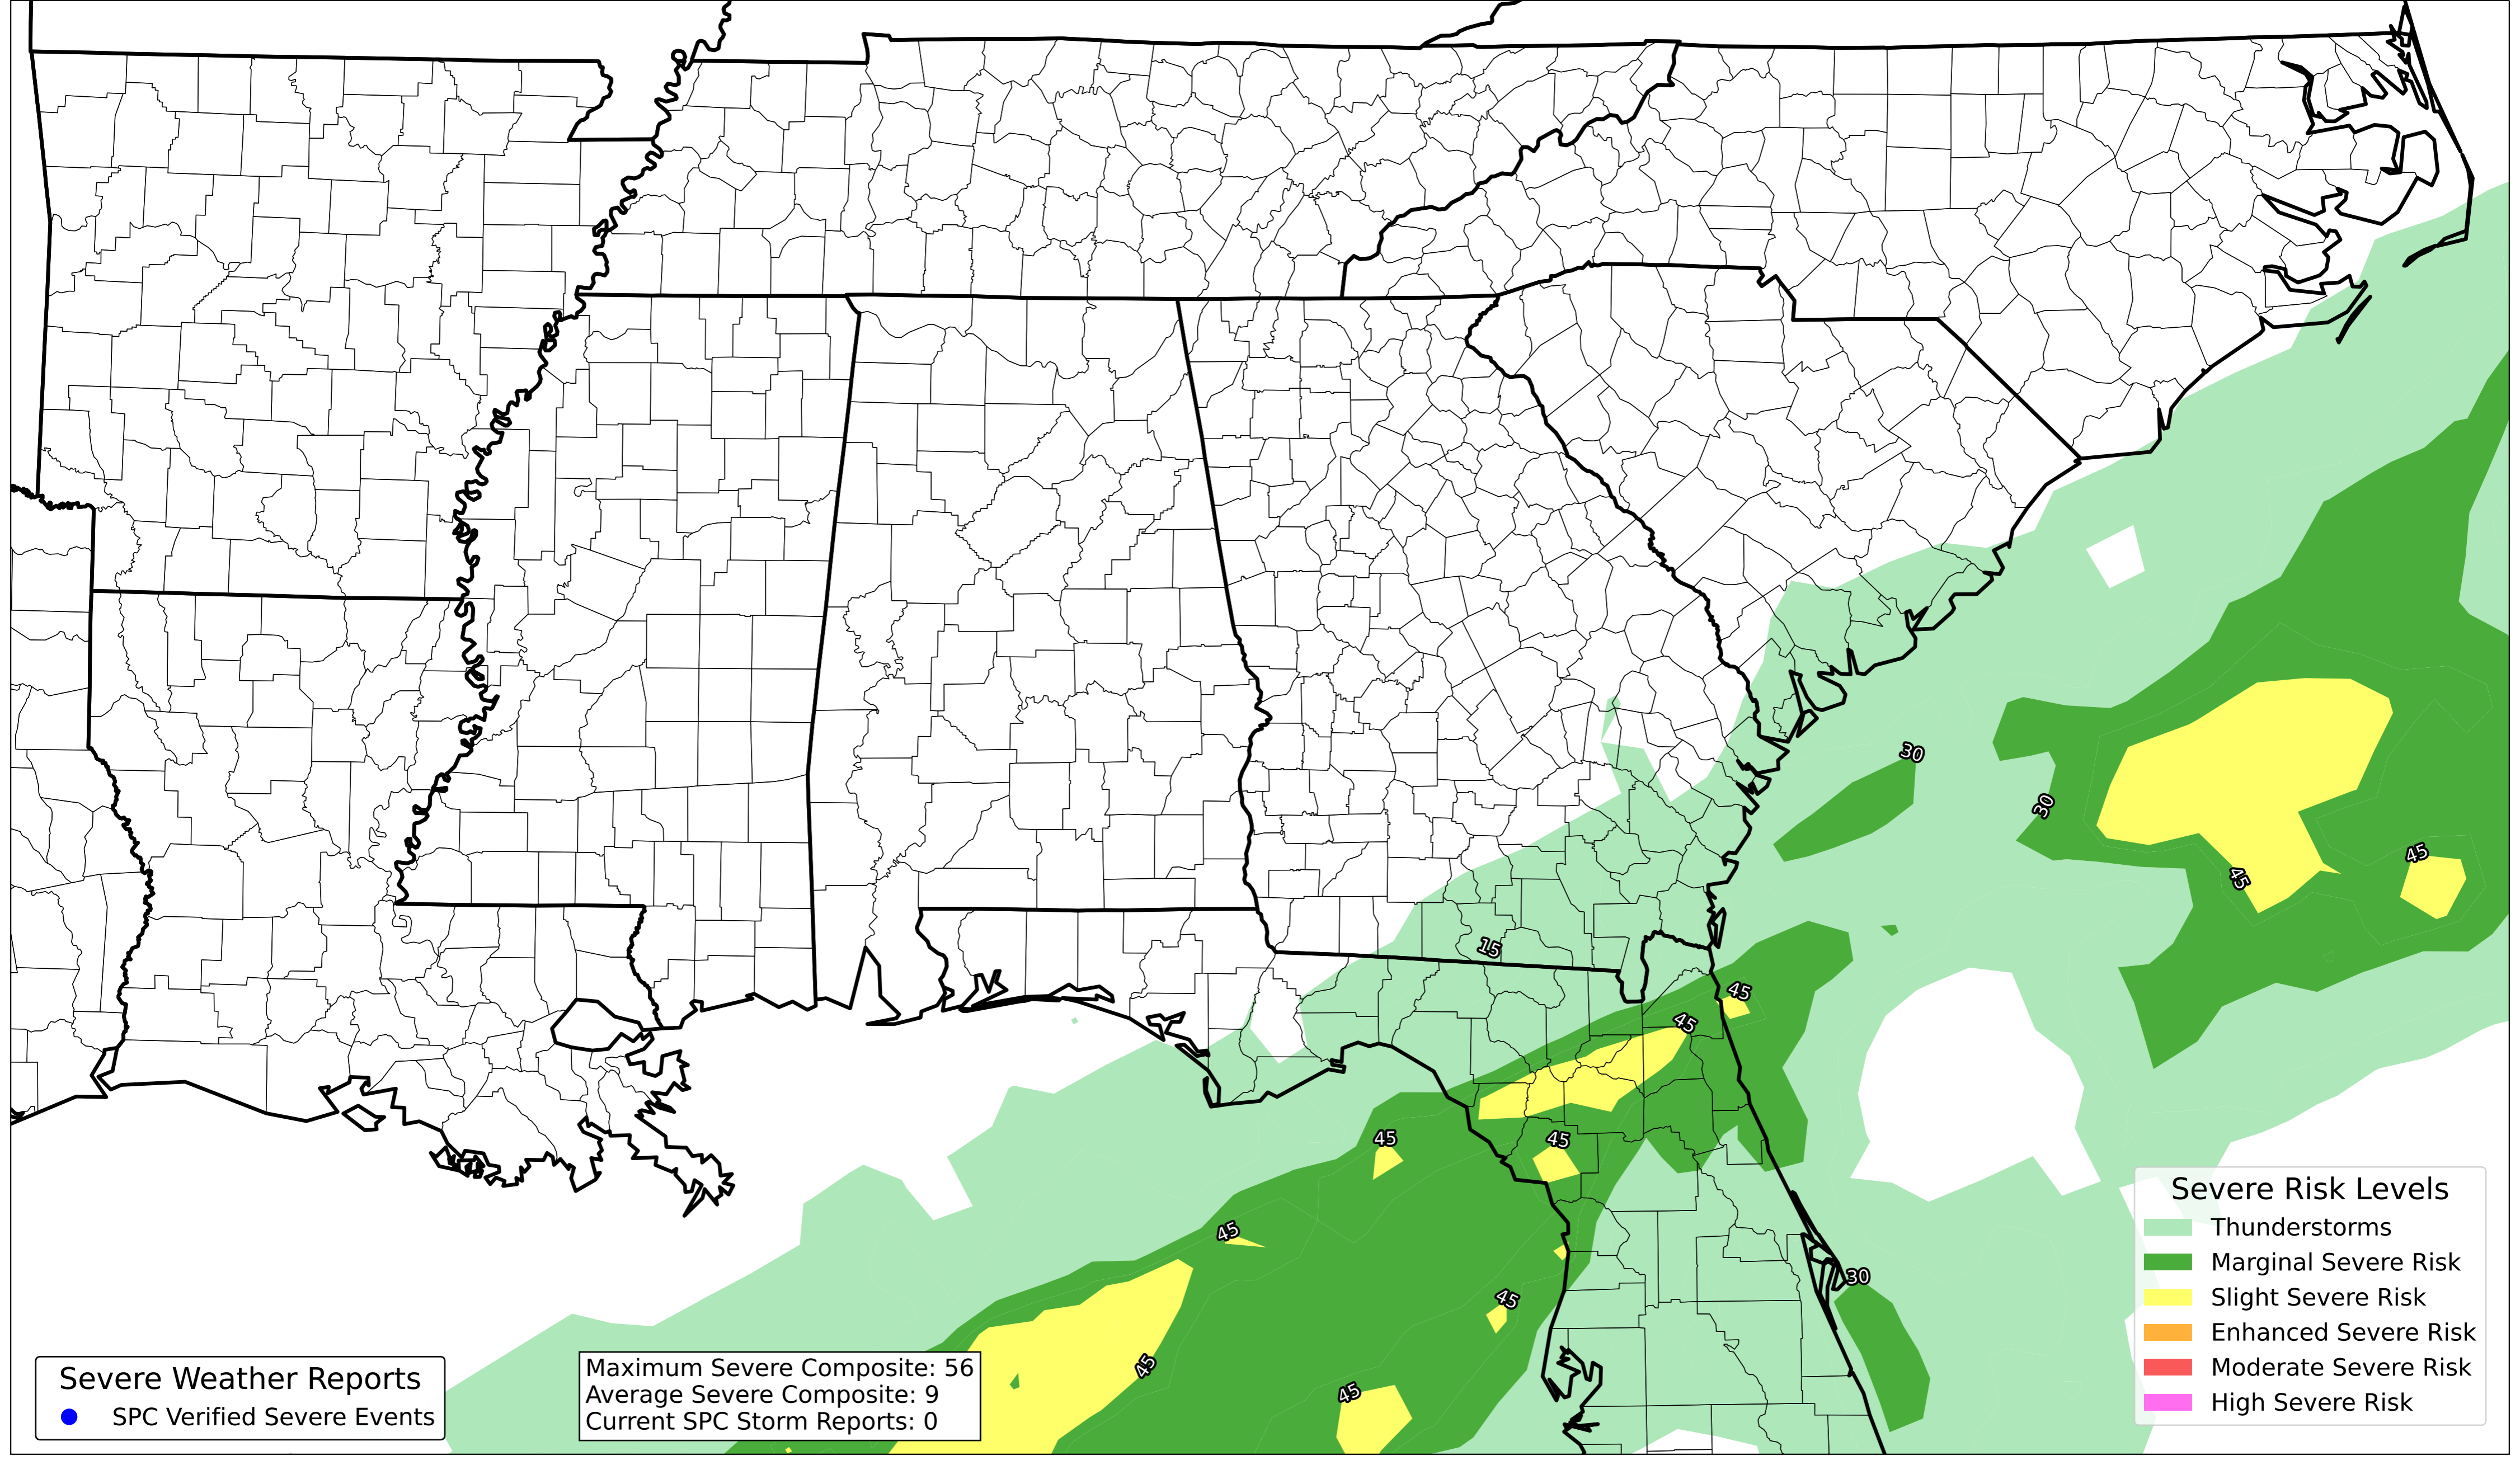 30
30
45
45
15
45
45
45
45
45
30
45
45
45
Severe Risk Levels
Thunderstorms
Marginal Severe Risk
Slight Severe Risk
Enhanced Severe Risk
Moderate Severe Risk
High Severe Risk
Severe Weather Reports
SPC Verified Severe Events
Maximum Severe Composite: 56
Average Severe Composite: 9
Current SPC Storm Reports: 0